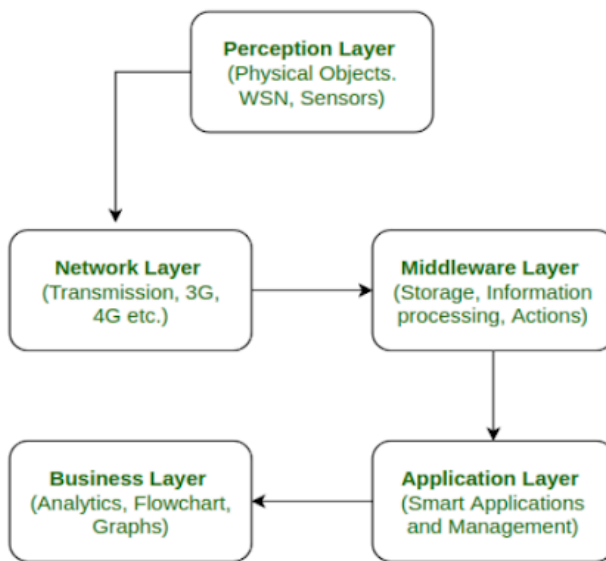 Perception Layer
(Physical Objects.
WSN, Sensors)
Network Layer
(Transmission, 3G,
4G etc.)
Middleware Layer
(Storage, Information
processing, Actions)
Business Layer
(Analytics, Flowchart,
Graphs)
Application Layer
(Smart Applications
and Management)